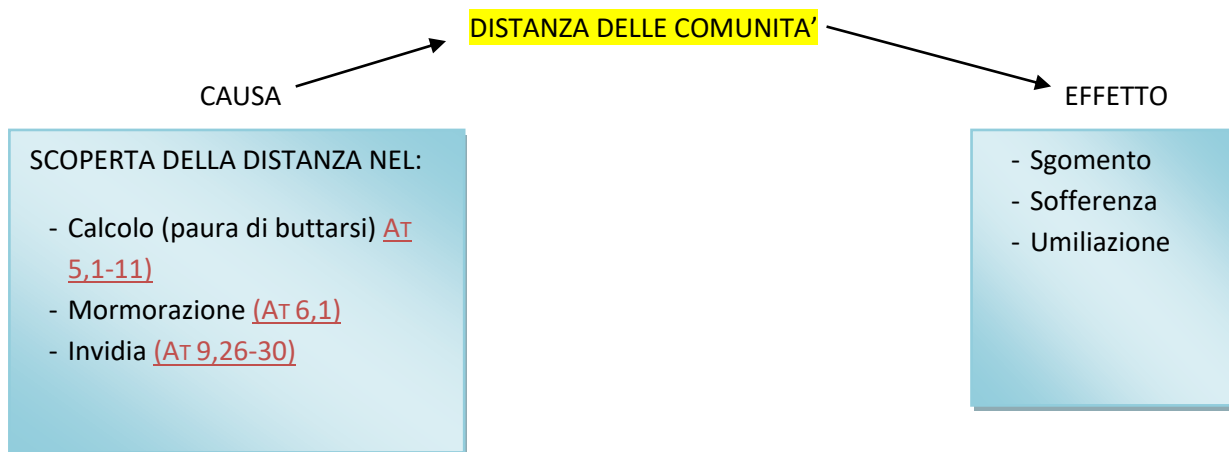 DISTANZA DELLE COMUNITA’
CAUSA
EFFETTO
SCOPERTA DELLA DISTANZA NEL:
- Calcolo (paura di buttarsi) AT
5,1-11)
- Mormorazione (AT 6,1)
- Invidia (AT 9,26-30)
- Sgomento
- Sofferenza
- Umiliazione